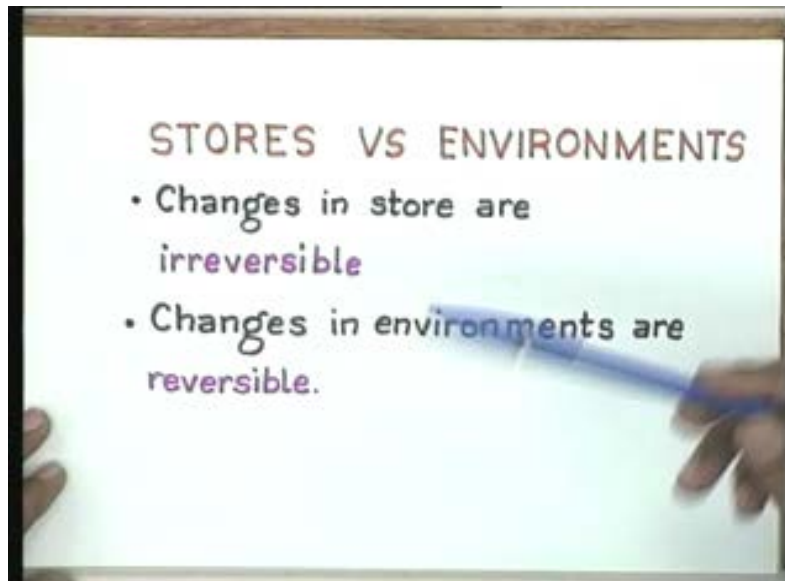 STORES VS ENVIRONMENTS
• Changes in store are
irreversible
• Changes in environments are
reversible.